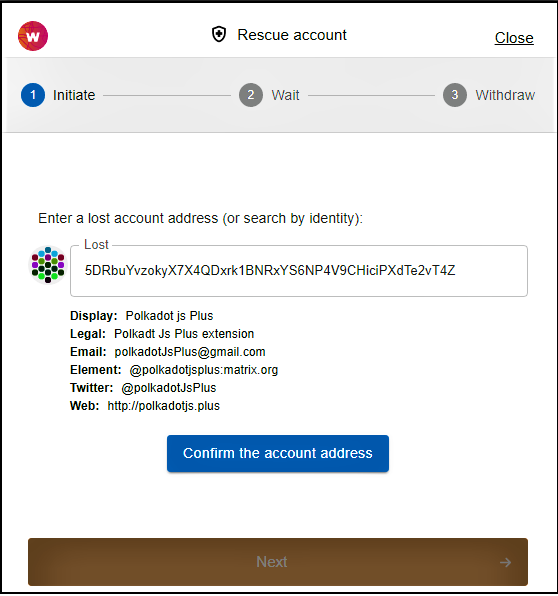 w
Rescue account
Close
1 Initiate
2 Wait
3 Withdraw
Enter a lost account address (or search by identity):
Lost
5DRbuYvzokyX7X4QDxrk1BNRxYS6NP4V9CHiciPXdTe2vT4Z
Display: Polkadot js Plus
Legal: Polkadt Js Plus extension
Email: polkadotJsPlus@gmail.com
Element: @polkadotjsplus:matrix.org
Twitter: @polkadotJsPlus
Web: http://polkadotjs.plus
Confirm the account address
Next